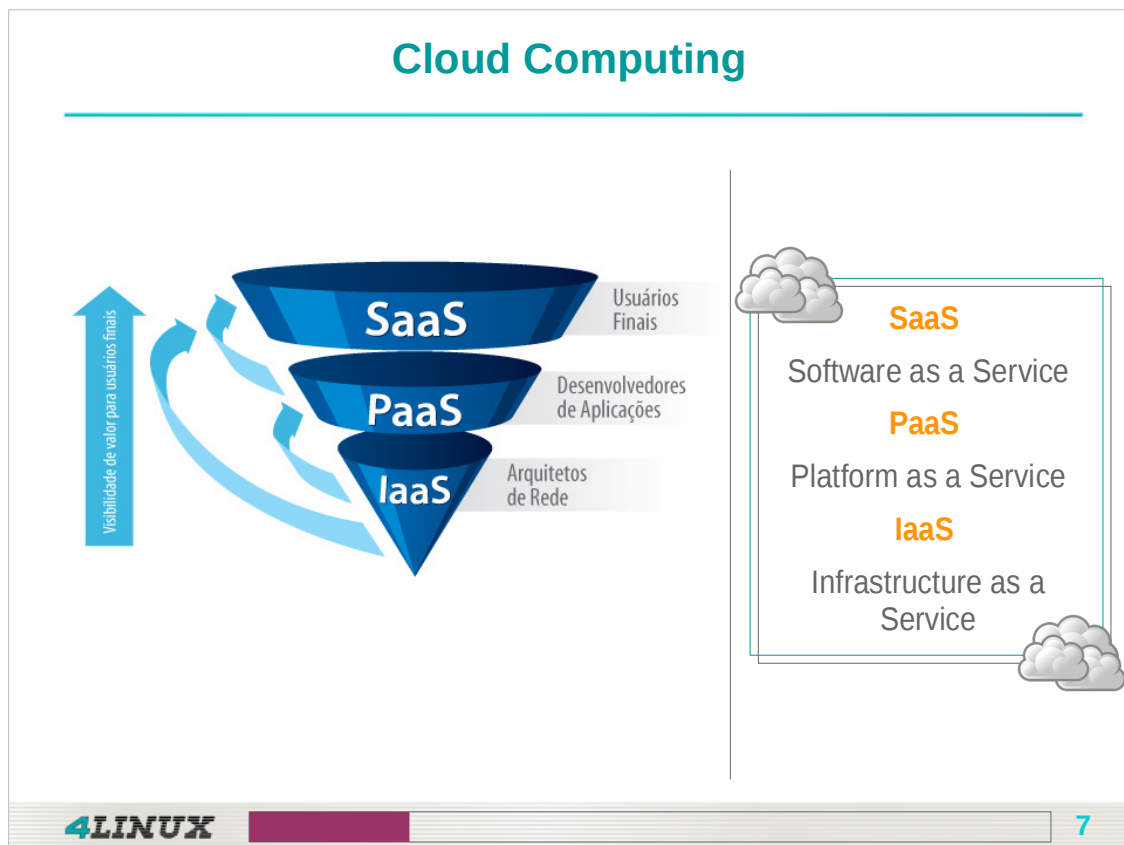 Cloud Computing
Visibilidade de valor para usuários finais
SaaS
Usuários
Finais
PaaS
Desenvolvedores
de Aplicações
IaaS
Arquitetos
de Rede
SaaS
Software as a Service
PaaS
Platform as a Service
IaaS
Infrastructure as a
Service
4LINUX
7